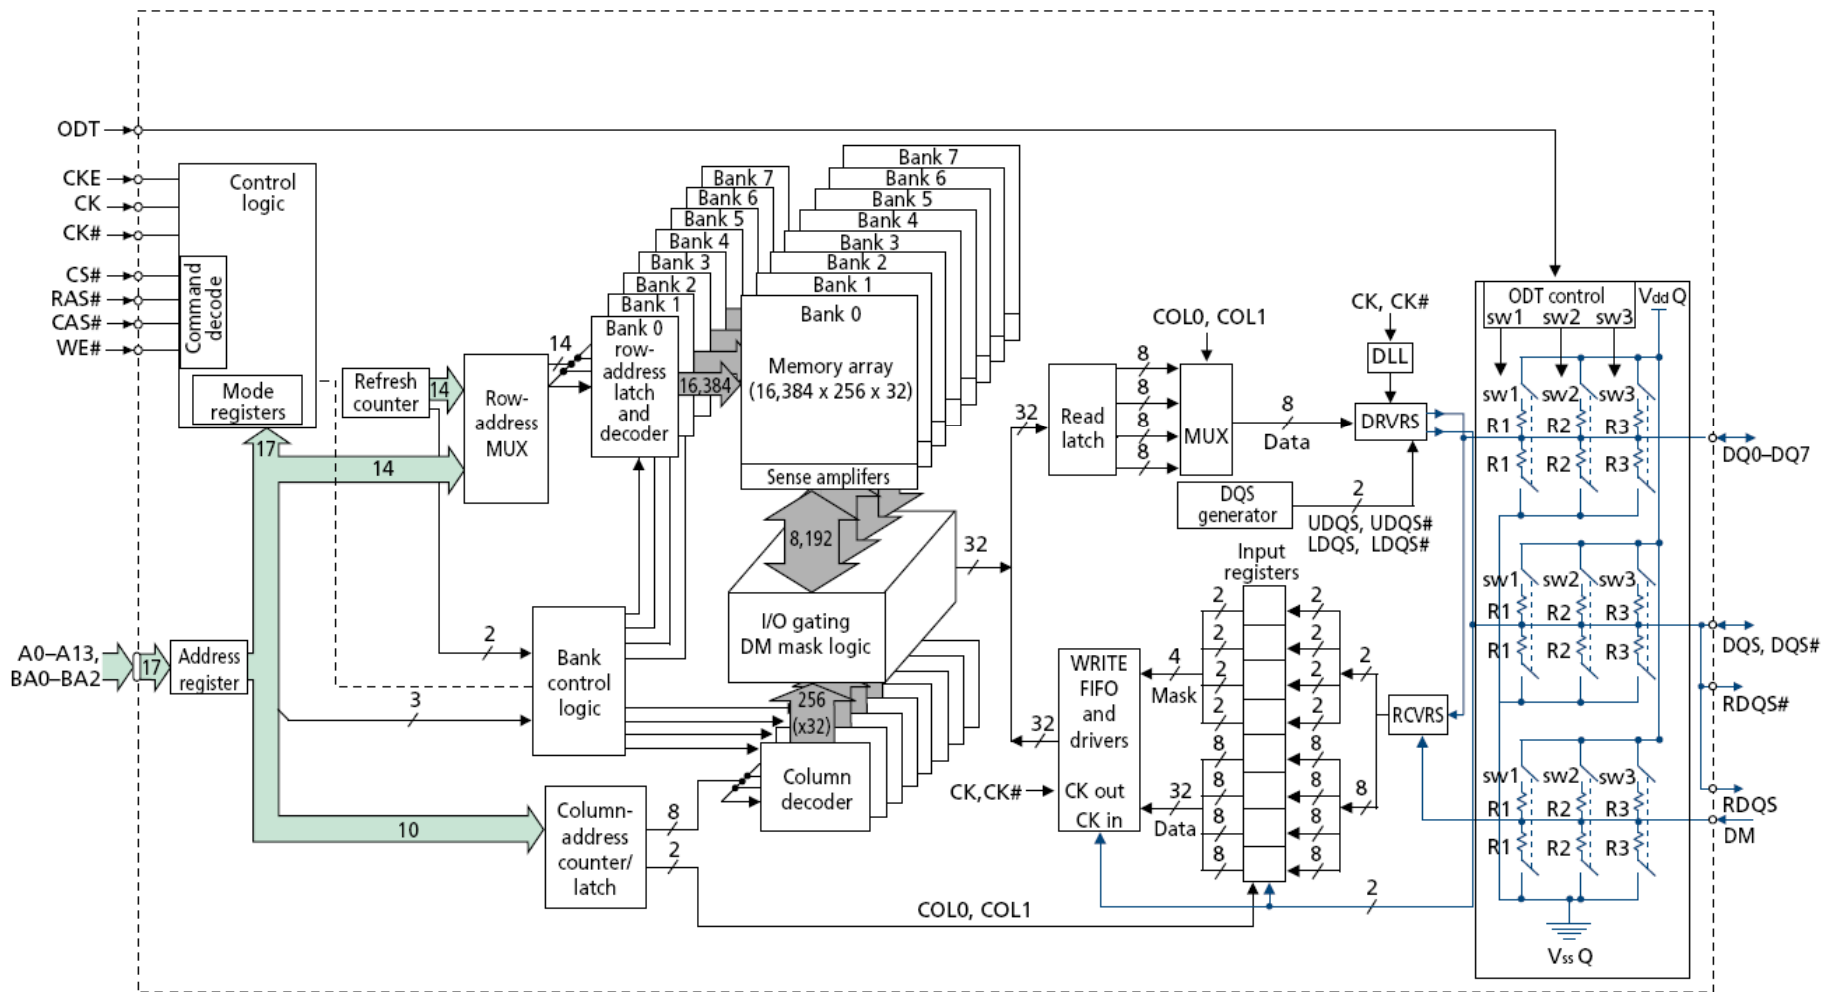 ODT
CKE
CK
CK#
CS#
RAS#
CAS#
WE#
Control
logic
Command
decode
Mode
registers
Refresh
counter
14
17
14
Row-
address
MUX
14
Bank 7
Bank 6
Bank 5
Bank 4
Bank 3
Bank 2
Bank 1
Bank 0
row-
address
latch
and
decoder
16,384
Bank 7
Bank 6
Bank 5
Bank 4
Bank 3
Bank 2
Bank 1
Bank 0
Memory array
(16,384 x 256 x 32)
Sense amplifers
8,192
I/O gating
DM mask logic
32
256
(x32)
Column
decoder
A0–A13,
BA0–BA2
17
Address
register
2
3
Bank
control
logic
10
Column-
address
counter/
latch
8
2
COL0, COL1
32
Read
latch
8
8
8
8
COL0, COL1
MUX
8
Data
CK, CK#
DLL
DRVRS
DQS
generator
2
UDQS, UDQS#
LDQS, LDQS#
Input
registers
2
2
2
2
8
8
8
8
2
2
2
2
8
8
8
8
2
8
RCVRS
4
Mask
32
Data
32
WRITE
FIFO
and
drivers
CK out
CK in
CK,CK#
2
ODT control
sw1 sw2 sw3
Vdd Q
sw1 sw2 sw3
R1 R2 R3
R1 R2 R3
sw1 sw2 sw3
R1 R2 R3
R1 R2 R3
sw1 sw2 sw3
R1 R2 R3
R1 R2 R3
Vss Q
DQ0–DQ7
DQS, DQS#
RDQS#
RDQS
DM